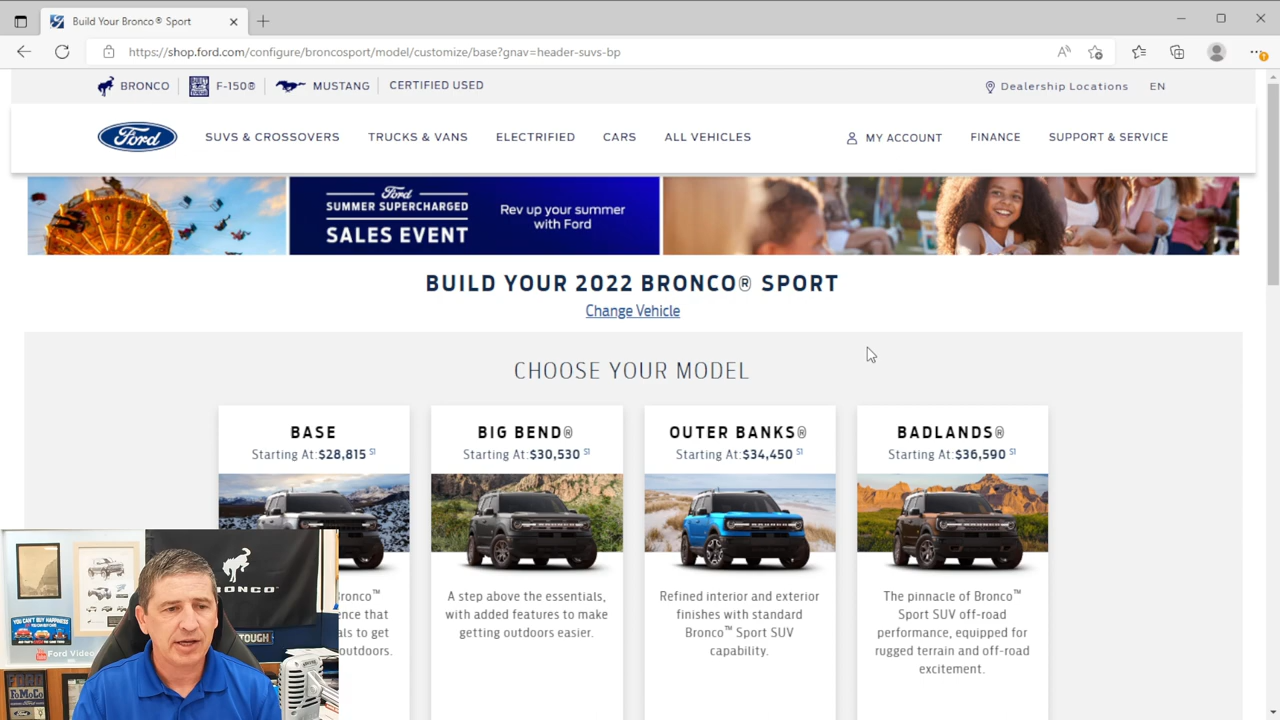 Build Your Bronco® Sport
https://shop.ford.com/configure/broncosport/model/customize/base?gnav=header-suvs-bp
BRONCO
F-150®
MUSTANG
CERTIFIED USED
Dealership Locations
EN
Ford
SUVS & CROSSOVERS
TRUCKS & VANS
ELECTRIFIED
CARS
ALL VEHICLES
MY ACCOUNT
FINANCE
SUPPORT & SERVICE
Ford
SUMMER SUPERCHARGED
SALES EVENT
Rev up your summer
with Ford
BUILD YOUR 2022 BRONCO® SPORT
Change Vehicle
CHOOSE YOUR MODEL
BASE
Starting At:$28,815 S1
BIG BEND®
Starting At:$30,530 S1
A step above the essentials,
with added features to make
getting outdoors easier.
OUTER BANKS®
Starting At:$34,450 S1
Refined interior and exterior
finishes with standard
Bronco™ Sport SUV
capability.
BADLANDS®
Starting At:$36,590 S1
The pinnacle of Bronco™
Sport SUV off-road
performance, equipped for
rugged terrain and off-road
excitement.
ronco™
ence that
als to get
outdoors.
RONCO
TOUGH
YOU CAN'T BUY HAPPINESS
Ford Video
FoMoCo